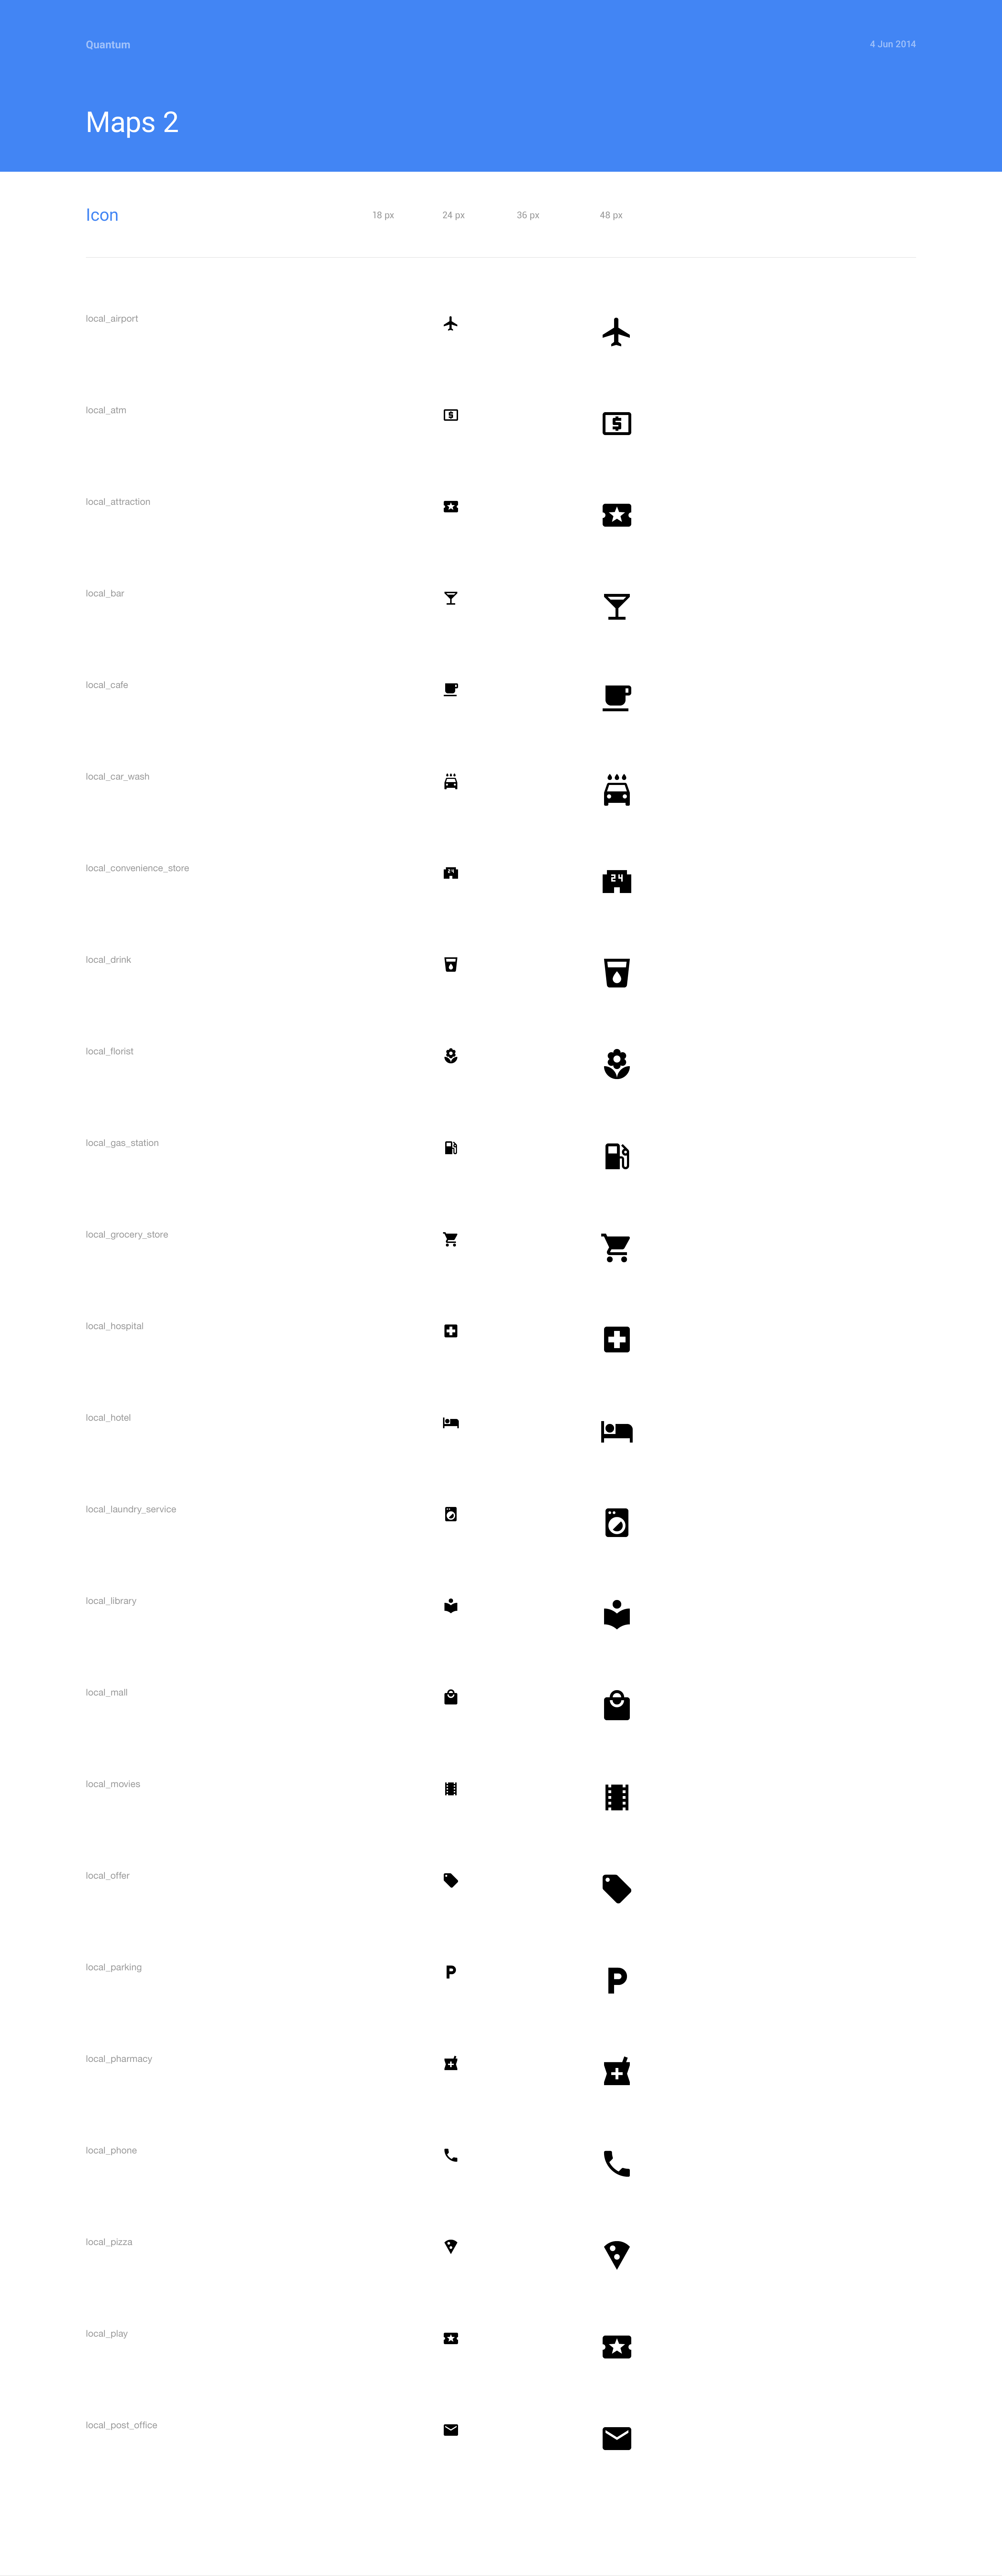 Quantum 4 Jun 2014
Maps 2
Icon 18 px 24 px 36 px 48 px
local_airport
local_atm
$ $
local_attraction
local_bar
local_cafe
local_car_wash
local_convenience_store
24 24
local_drink
local_florist
local_gas_station
local_grocery_store
local_hospital
local_hotel
local_laundry_service
local_library
local_mall
local_movies
local_offer
local_parking
P P
local_pharmacy
local_phone
local_pizza
local_play
local_post_office